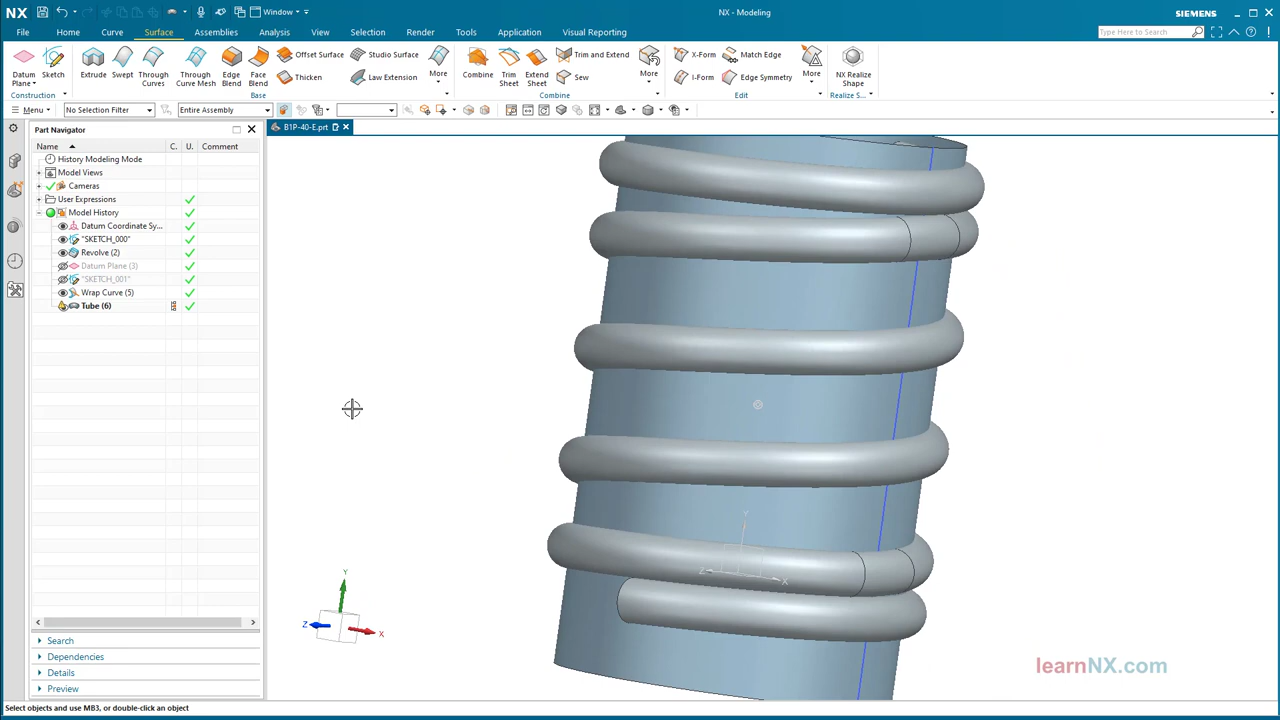 NX
Window
NX - Modeling
SIEMENS
File Home Curve Surface Assemblies Analysis View Selection Render Tools Application Visual Reporting
Type Here to Search
Datum Plane
Sketch
Construction
Extrude
Swept
Through Curves
Through Curve Mesh
Edge Blend
Face Blend
Offset Surface
Thicken
Studio Surface
Law Extension
More
Base
Combine
Trim Sheet
Extend Sheet
Trim and Extend
Sew
More
Combine
X-Form
I-Form
Match Edge
Edge Symmetry
More
Edit
NX Realize Shape
Realize S...
Menu
No Selection Filter
Entire Assembly
Part Navigator
B1P-40-E.prt
Name C. U. Comment
History Modeling Mode
Model Views
Cameras
User Expressions
Model History
Datum Coordinate Sy...
"SKETCH_000"
Revolve (2)
Datum Plane (3)
"SKETCH_001"
Wrap Curve (5)
Tube (6)
Y
Z
X
Y
Z
X
Search
Dependencies
Details
Preview
learnNX.com
Select objects and use MB3, or double-click an object